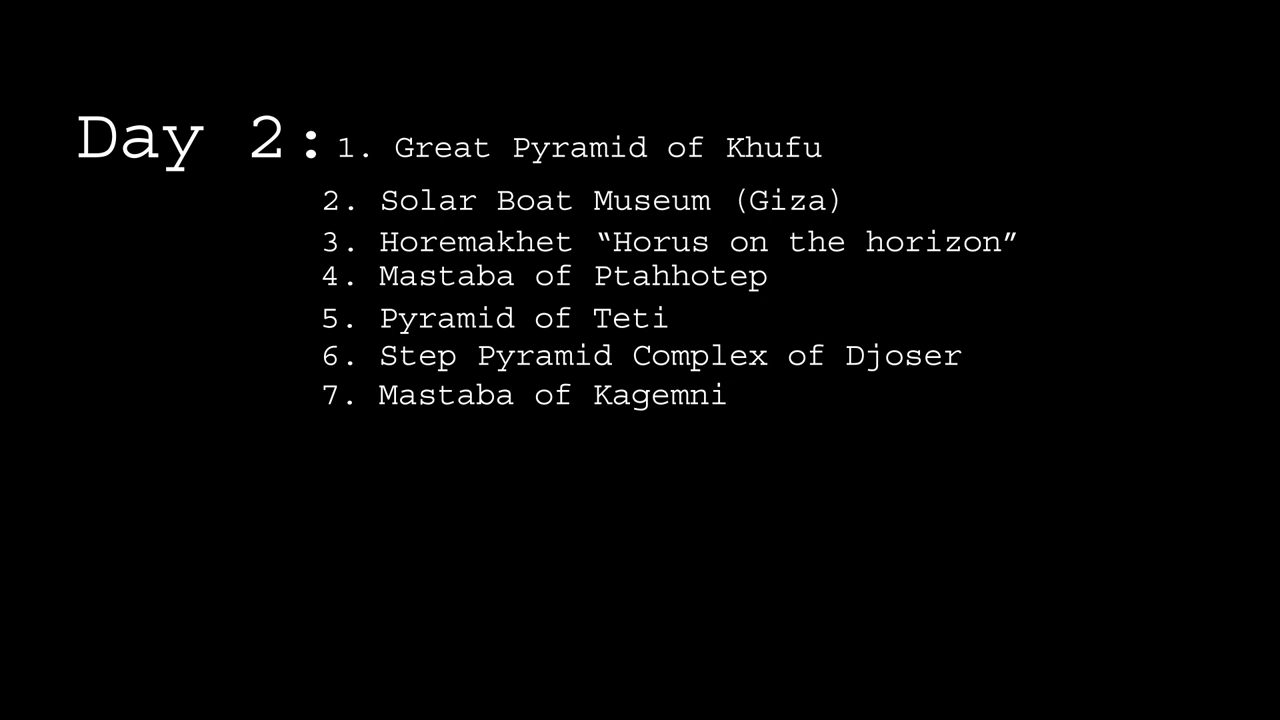 Day 2: 1. Great Pyramid of Khufu
2. Solar Boat Museum (Giza)
3. Horemakhet “Horus on the horizon”
4. Mastaba of Ptahhotep
5. Pyramid of Teti
6. Step Pyramid Complex of Djoser
7. Mastaba of Kagemni